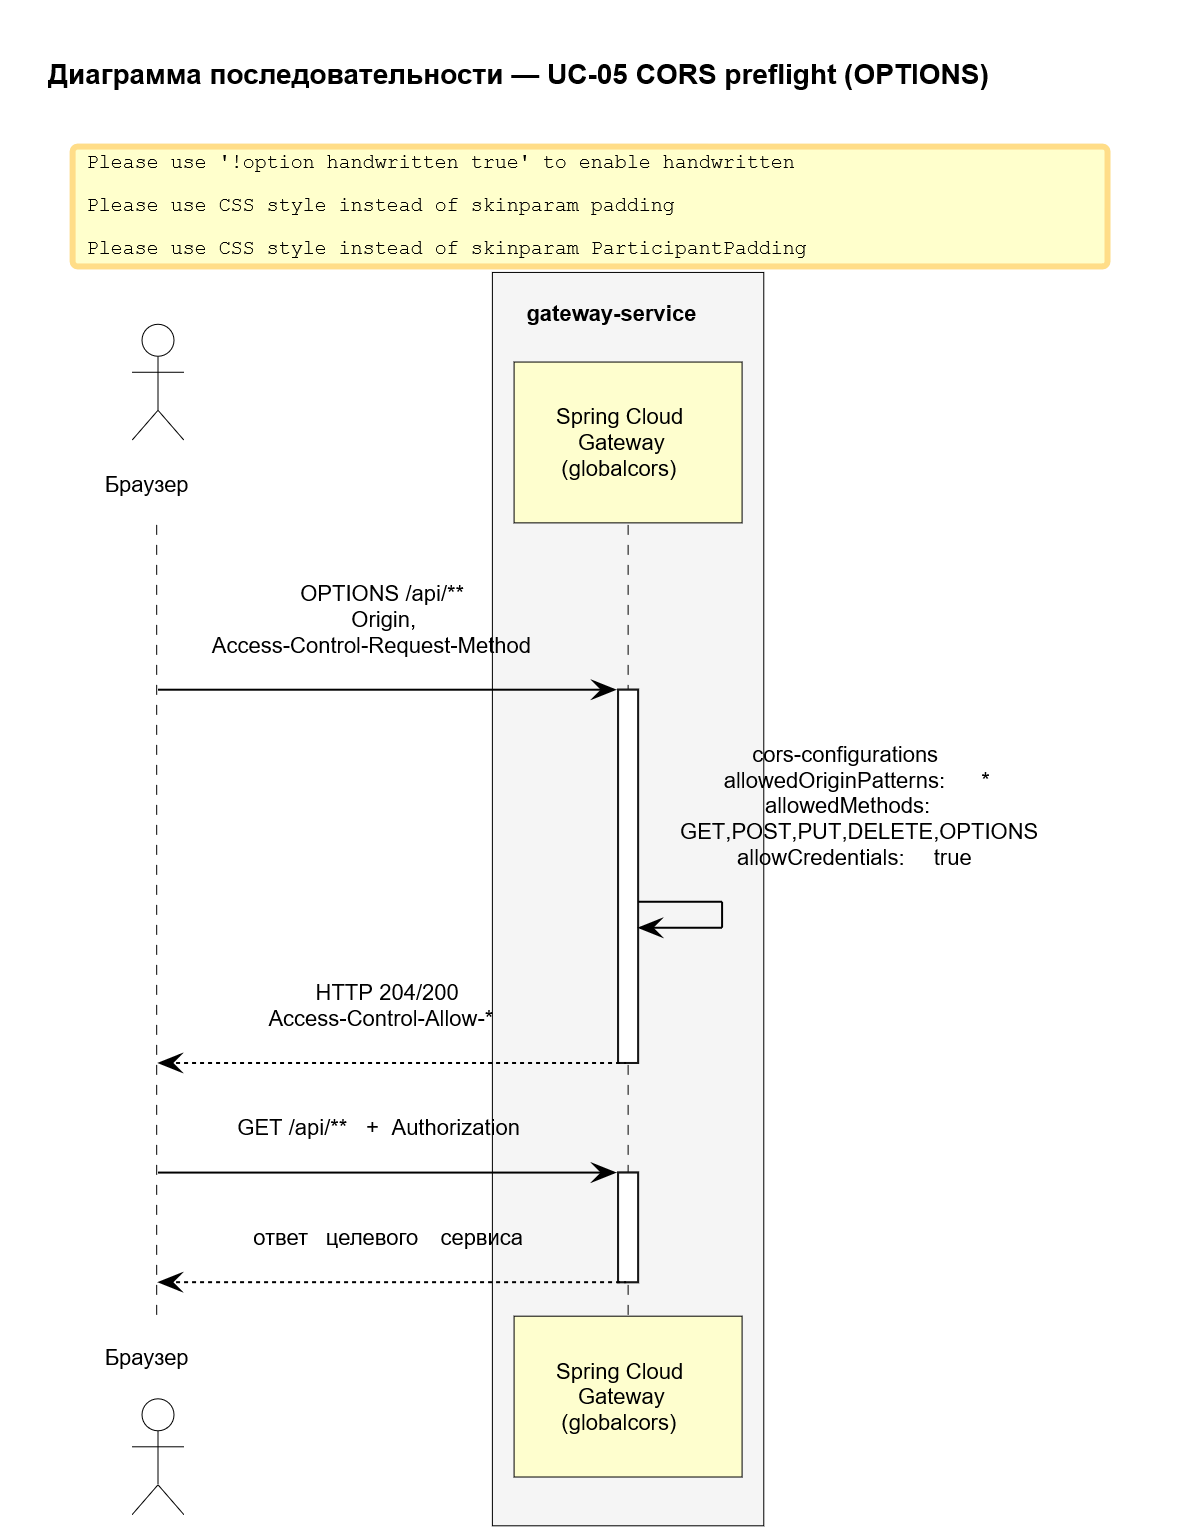 Диаграмма последовательности — UC-05 CORS preflight (OPTIONS)
Please use '!option handwritten true' to enable handwritten
Please use CSS style instead of skinparam padding
Please use CSS style instead of skinparam ParticipantPadding
gateway-service
Spring Cloud
Gateway
(globalcors)
Браузер
OPTIONS /api/**
Origin,
Access-Control-Request-Method
cors-configurations
allowedOriginPatterns: *
allowedMethods:
GET,POST,PUT,DELETE,OPTIONS
allowCredentials: true
HTTP 204/200
Access-Control-Allow-*
GET /api/** + Authorization
ответ целевого сервиса
Браузер
Spring Cloud
Gateway
(globalcors)